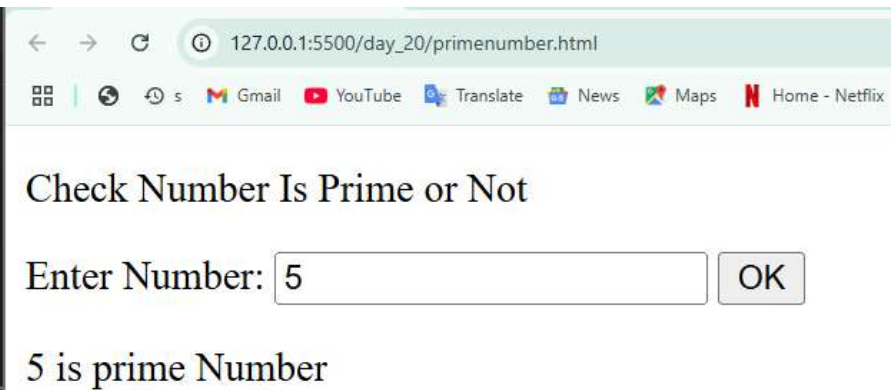 127.0.0.1:5500/day_20/primenumber.html
s Gmail YouTube Translate News Maps Home - Netflix
Check Number Is Prime or Not
Enter Number: 5 OK
5 is prime Number